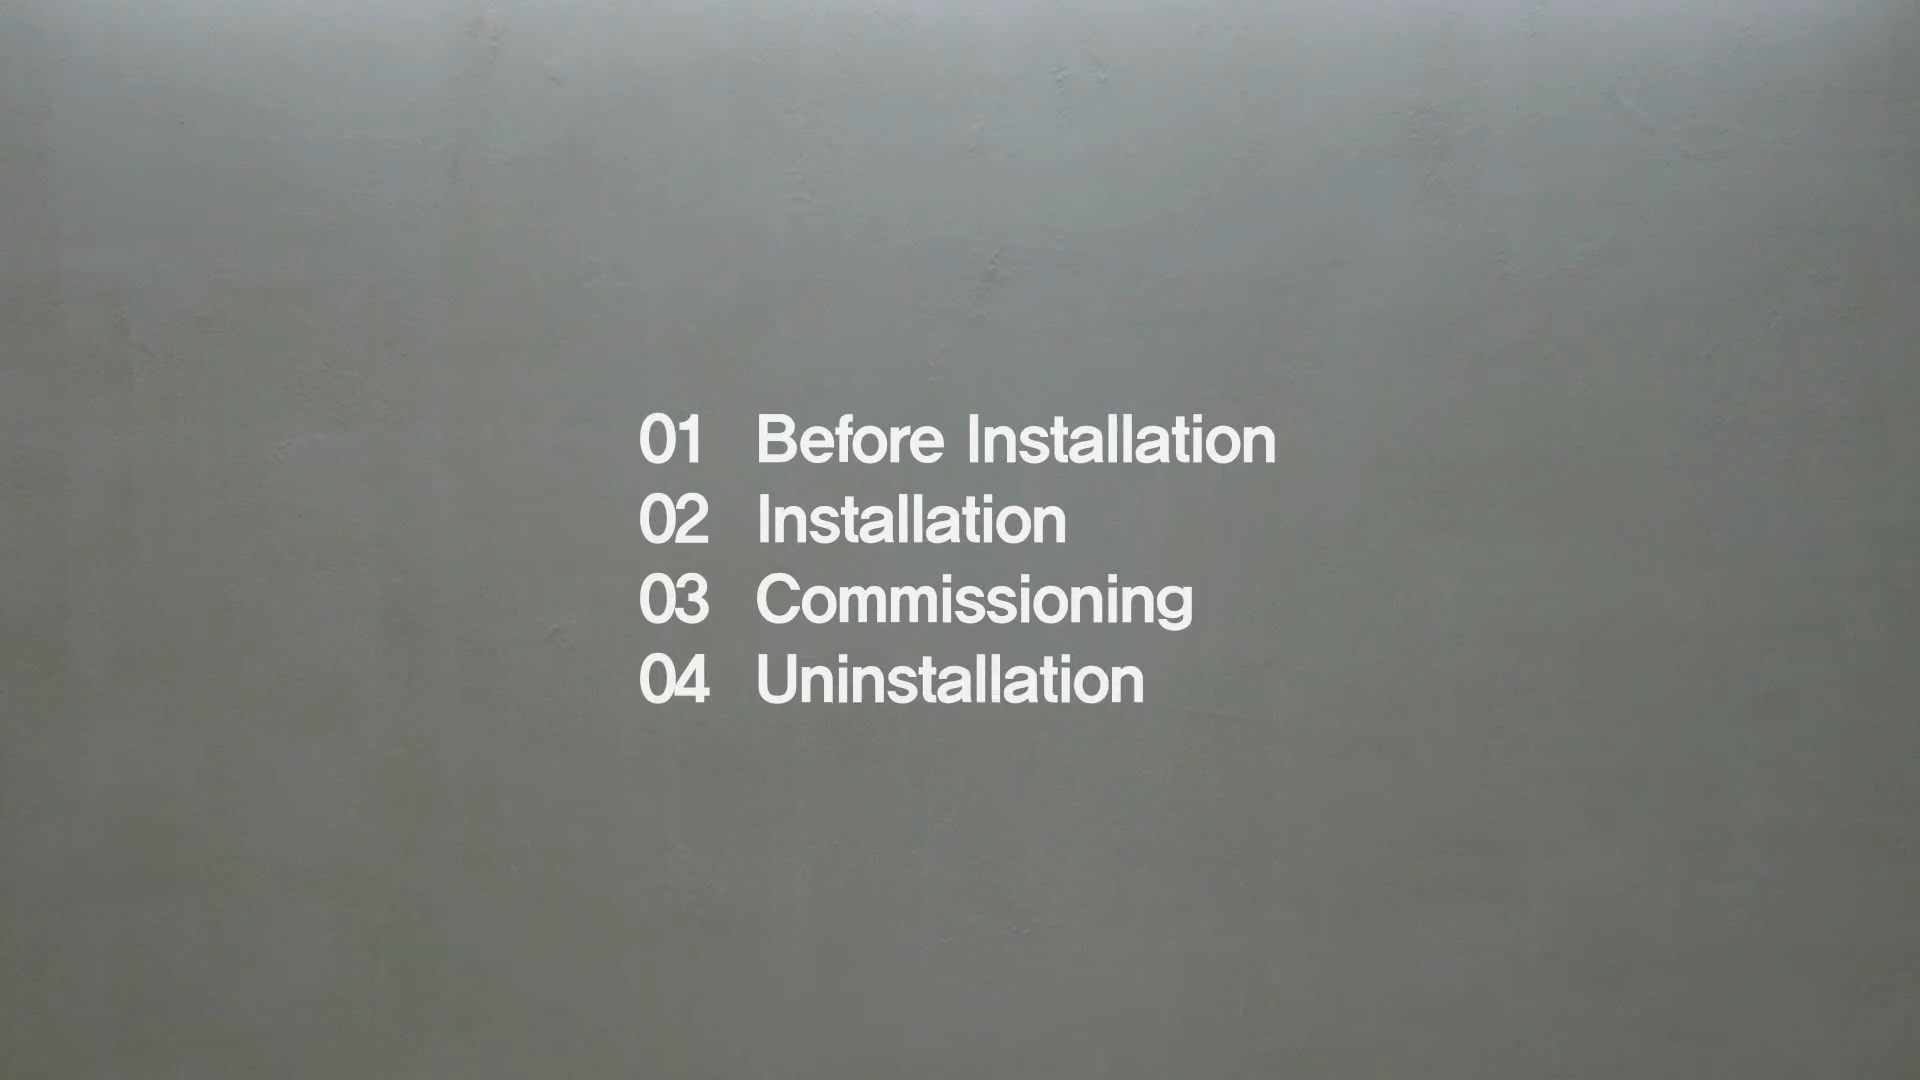 01 Before Installation
02 Installation
03 Commissioning
04 Uninstallation